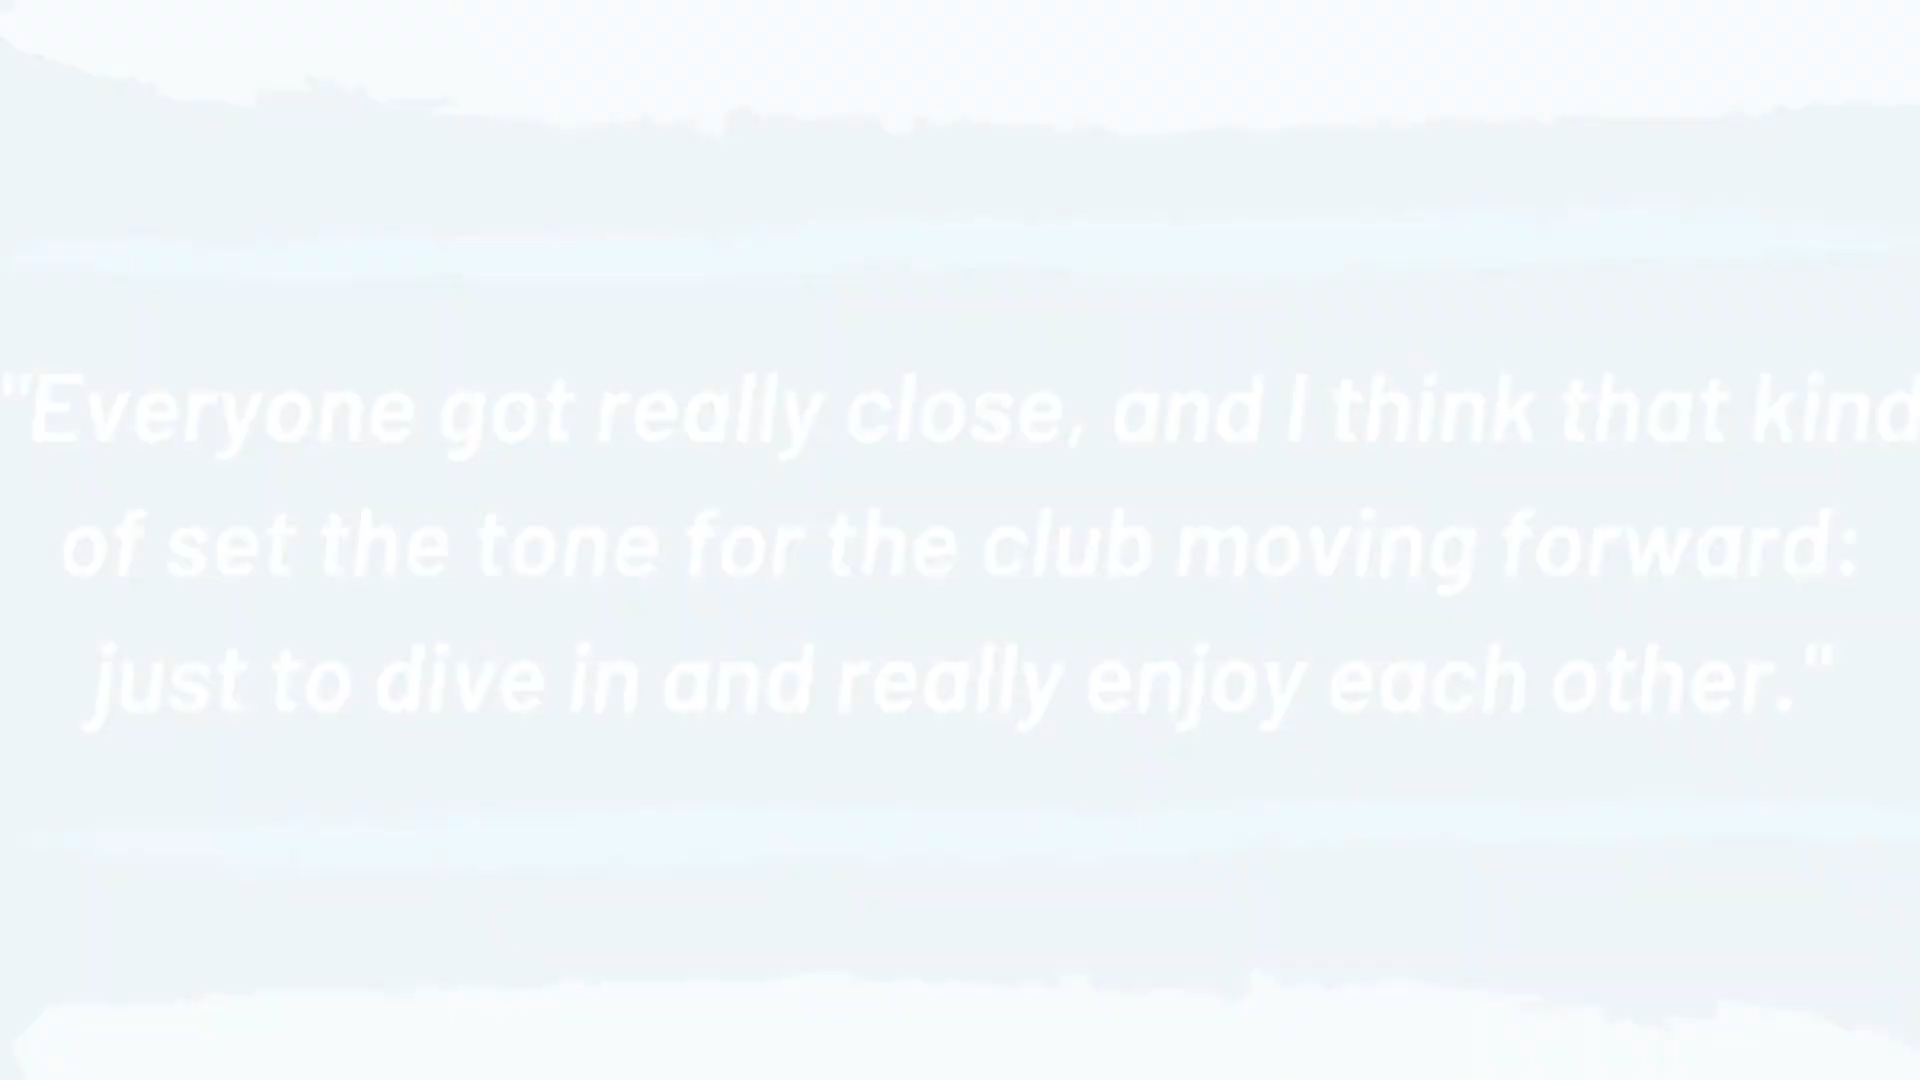 "Everyone got really close, and I think that kind
of set the tone for the club moving forward:
just to dive in and really enjoy each other."